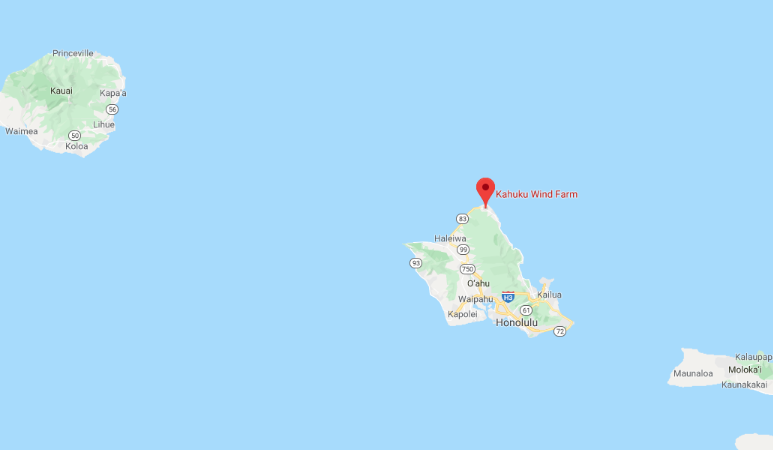 Princeville
Kauai
Kapa'a
56
Lihue
Waimea
50
Koloa
Kahuku Wind Farm
83
Haleiwa
99
93
750
O'ahu
H3
Kailua
Waipahu
61
Kapolei
Honolulu
72
Kalaupap
Moloka'i
Maunaloa
Kaunakakai